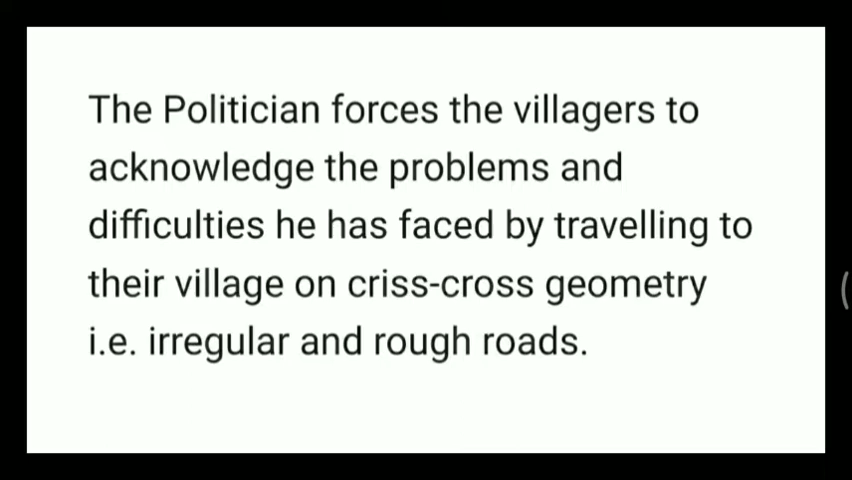 The Politician forces the villagers to
acknowledge the problems and
difficulties he has faced by travelling to
their village on criss-cross geometry
i.e. irregular and rough roads.